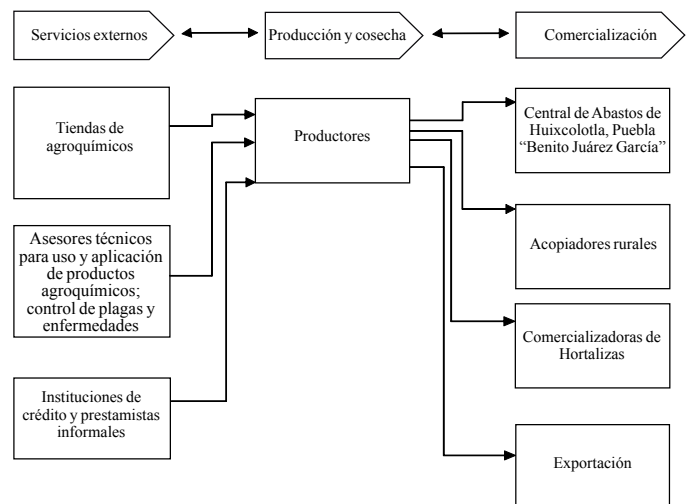 Servicios externos
Producción y cosecha
Comercialización
Tiendas de
agroquímicos
Productores
Central de Abastos de
Huixcolotla, Puebla
“Benito Juárez García”
Asesores técnicos
para uso y aplicación
de productos
agroquímicos;
control de plagas y
enfermedades
Acopiadores rurales
Comercializadoras de
Hortalizas
Instituciones de
crédito y prestamistas
informales
Exportación